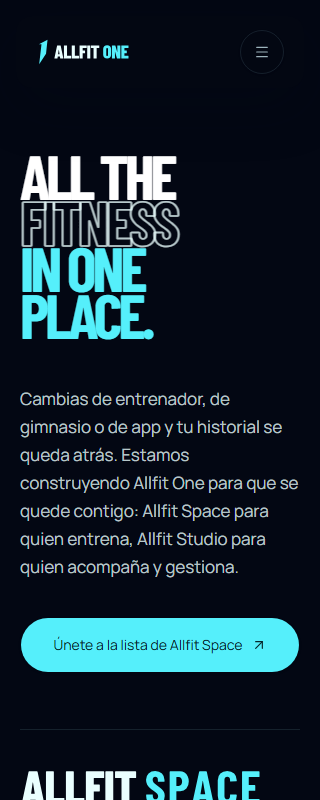 ALLFIT ONE
ALL THE
FITNESS
IN ONE
PLACE.
Cambias de entrenador, de
gimnasio o de app y tu historial se
queda atrás. Estamos
construyendo Allfit One para que se
quede contigo: Allfit Space para
quien entrena, Allfit Studio para
quien acompaña y gestiona.
Únete a la lista de Allfit Space
ALLFIT SPACE